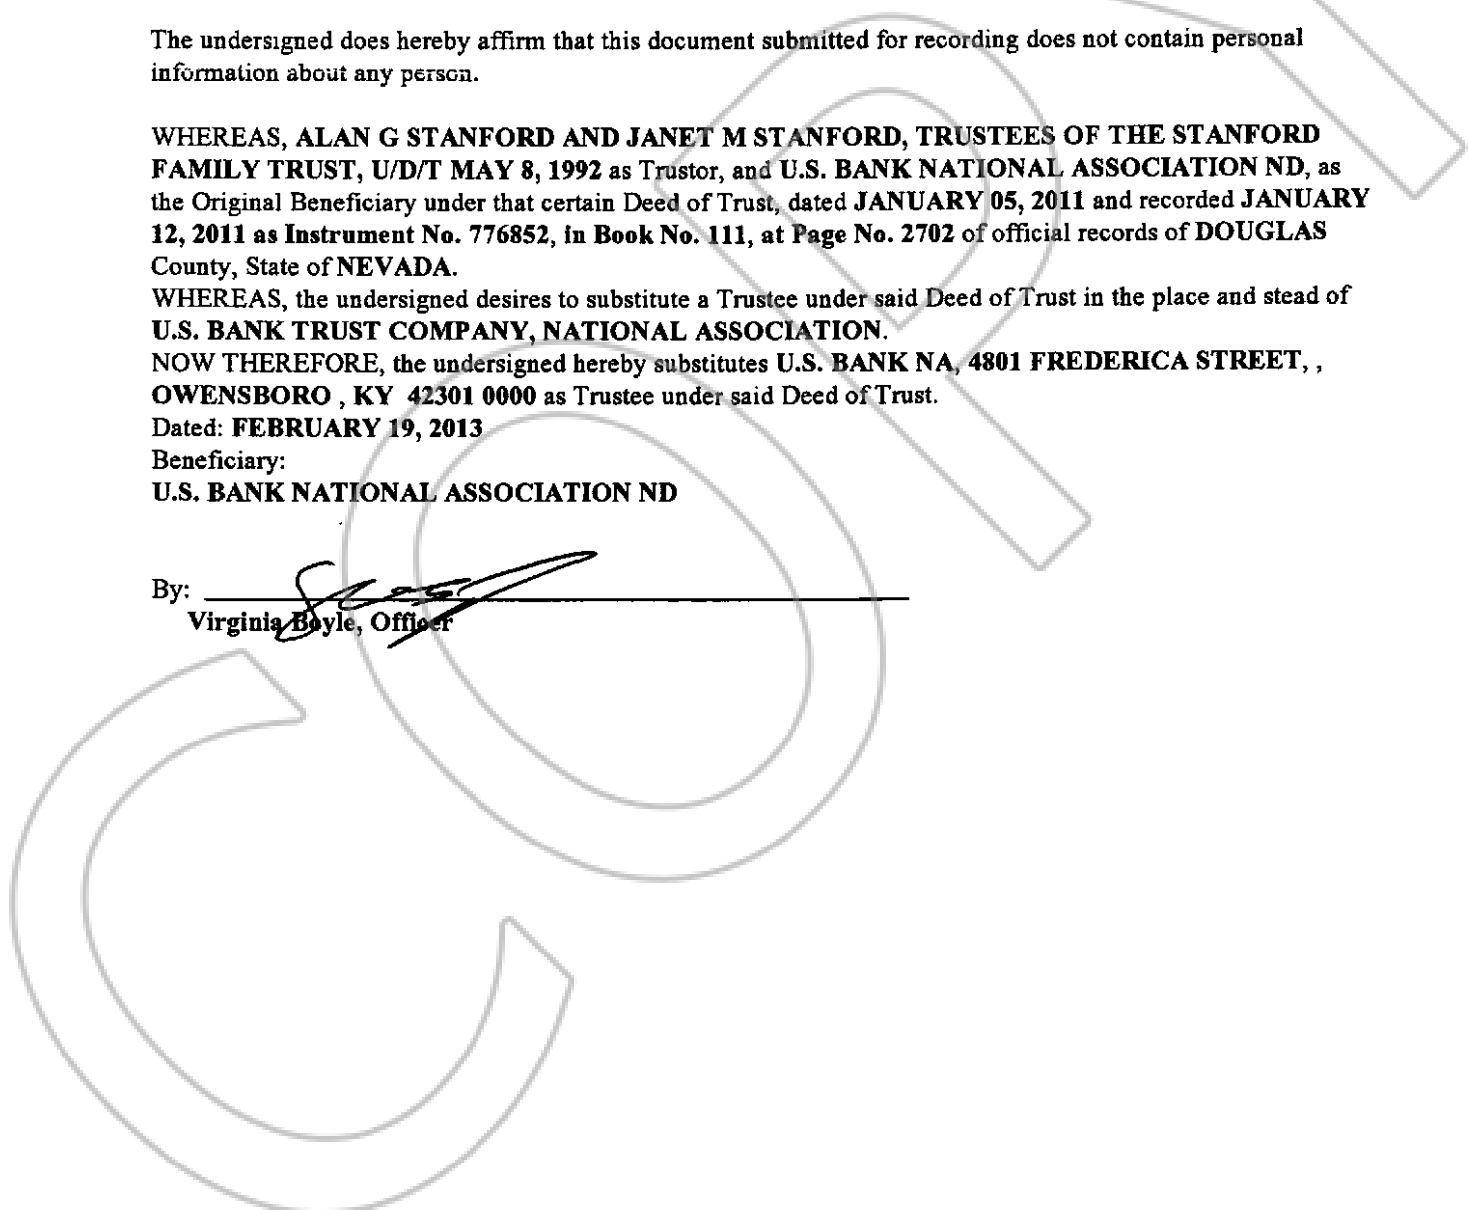 The undersigned does hereby affirm that this document submitted for recording does not contain personal
information about any person.
WHEREAS, ALAN G STANFORD AND JANET M STANFORD, TRUSTEES OF THE STANFORD
FAMILY TRUST, U/D/T MAY 8, 1992 as Trustor, and U.S. BANK NATIONAL ASSOCIATION ND, as
the Original Beneficiary under that certain Deed of Trust, dated JANUARY 05, 2011 and recorded JANUARY
12, 2011 as Instrument No. 776852, in Book No. 111, at Page No. 2702 of official records of DOUGLAS
County, State of NEVADA.
WHEREAS, the undersigned desires to substitute a Trustee under said Deed of Trust in the place and stead of
U.S. BANK TRUST COMPANY, NATIONAL ASSOCIATION.
NOW THEREFORE, the undersigned hereby substitutes U.S. BANK NA, 4801 FREDERICA STREET, ,
OWENSBORO , KY 42301 0000 as Trustee under said Deed of Trust.
Dated: FEBRUARY 19, 2013
Beneficiary:
U.S. BANK NATIONAL ASSOCIATION ND
By:
Virginia Boyle, Officer
COPY